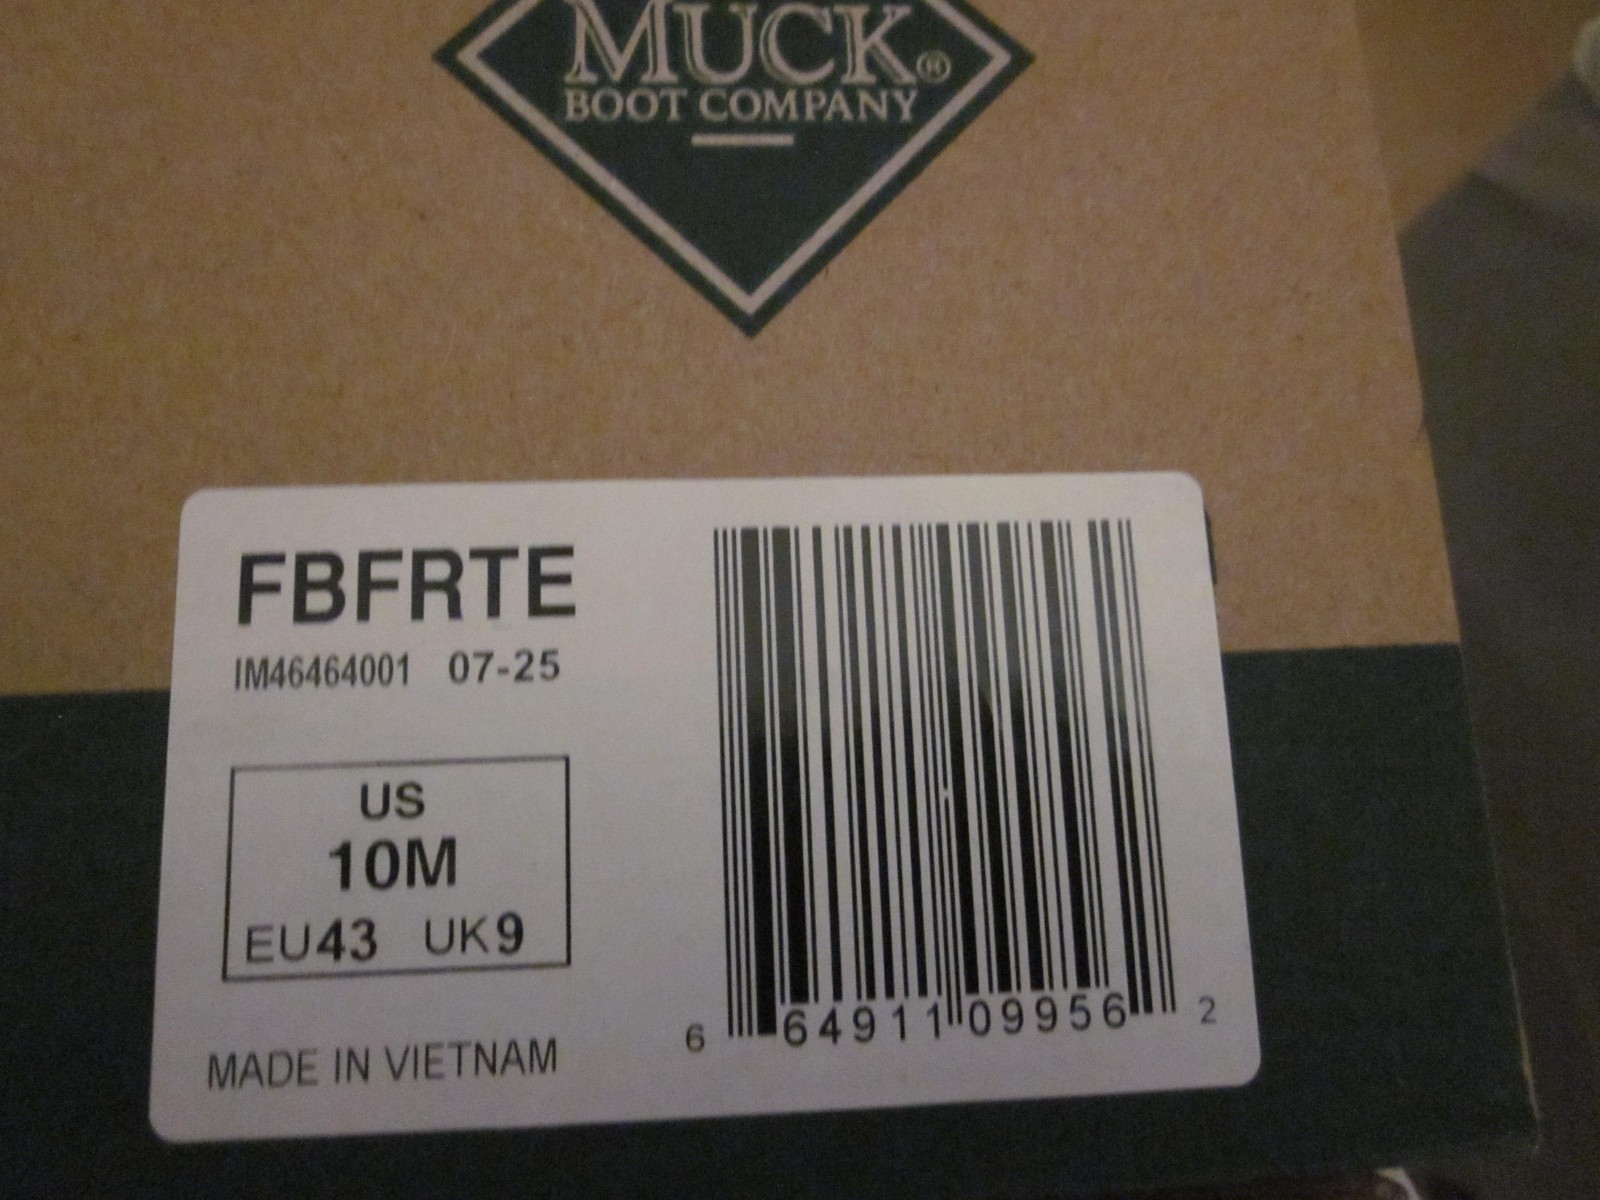 MUCK®
BOOT COMPANY
FBFRTE
IM46464001 07-25
US
10M
EU43 UK9
MADE IN VIETNAM
6 64911 09956 2